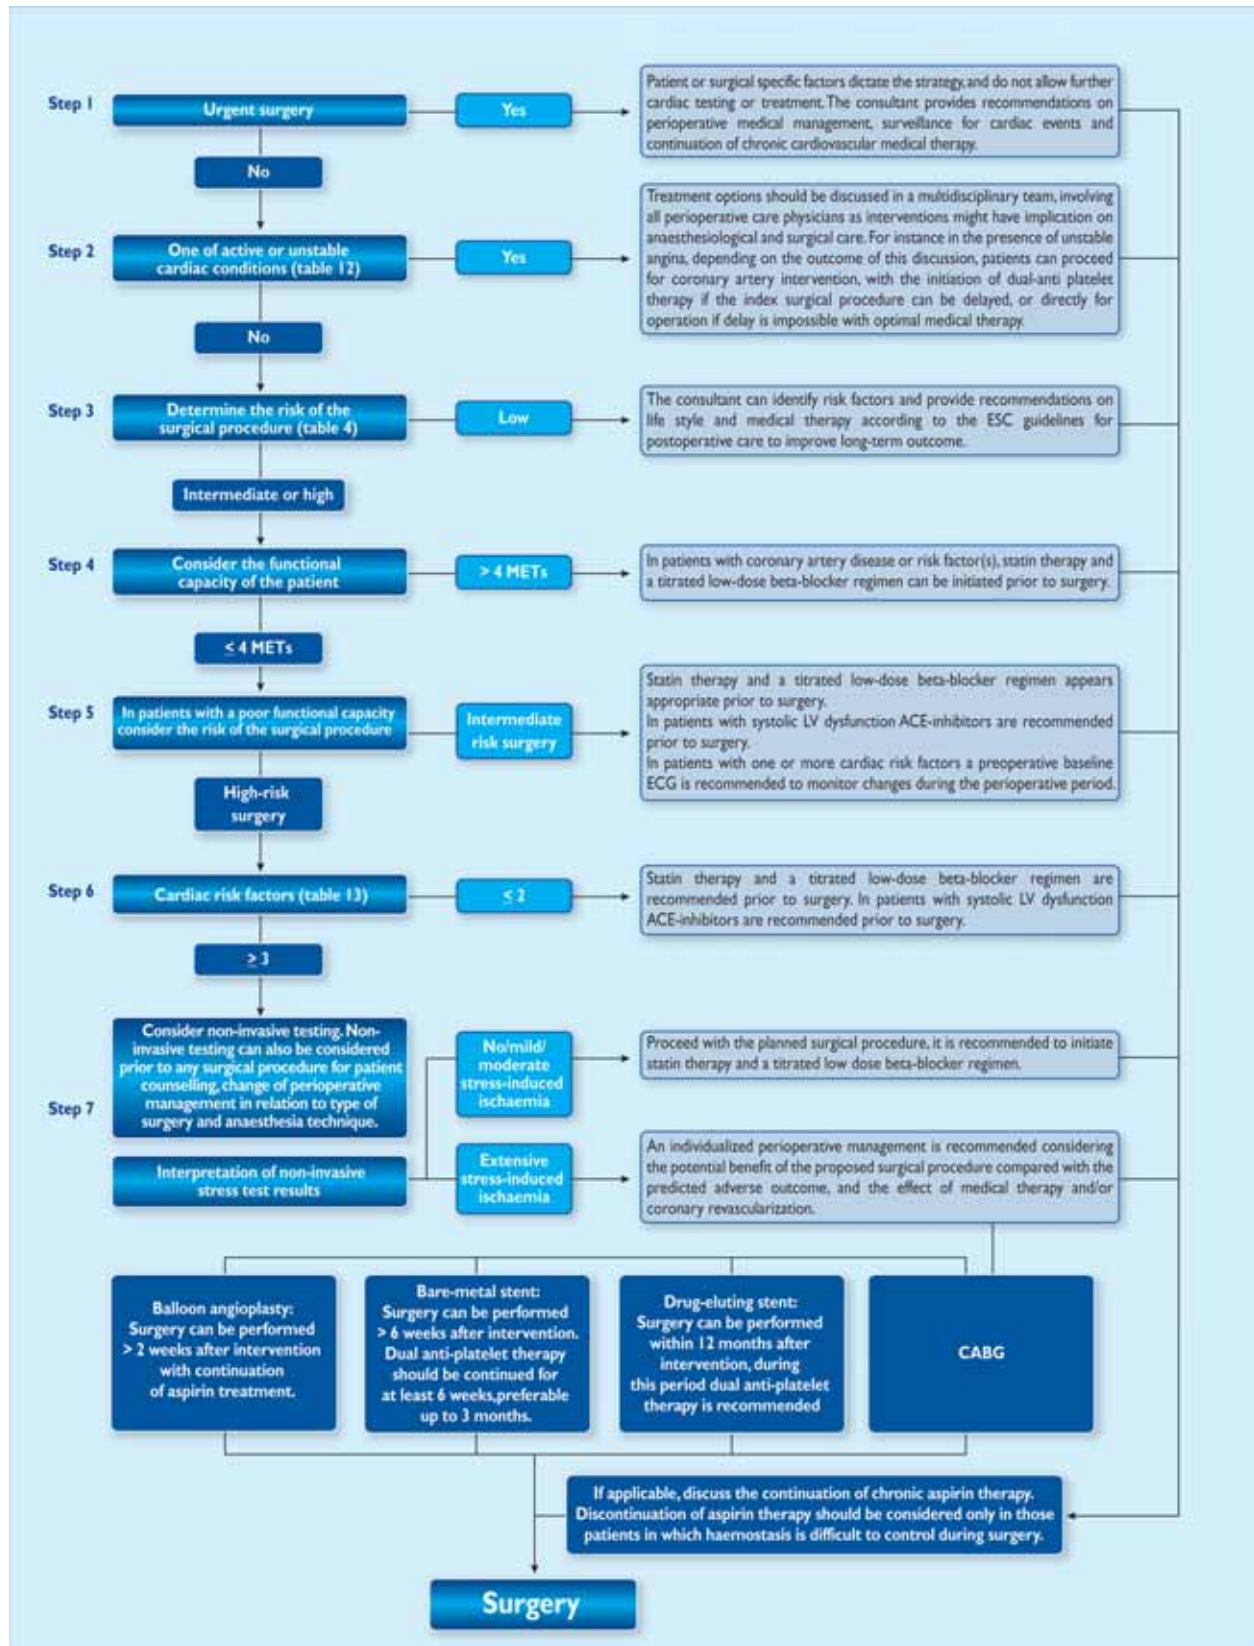 Step 1
Urgent surgery
Yes
Patient or surgical specific factors dictate the strategy, and do not allow further
cardiac testing or treatment. The consultant provides recommendations on
perioperative medical management, surveillance for cardiac events and
continuation of chronic cardiovascular medical therapy.
No
Step 2
One of active or unstable
cardiac conditions (table 12)
Yes
Treatment options should be discussed in a multidisciplinary team, involving
all perioperative care physicians as interventions might have implication on
anaesthesiological and surgical care. For instance in the presence of unstable
angina, depending on the outcome of this discussion, patients can proceed
for coronary artery intervention, with the initiation of dual-anti platelet
therapy if the index surgical procedure can be delayed, or directly for
operation if delay is impossible with optimal medical therapy.
No
Step 3
Determine the risk of the
surgical procedure (table 4)
Low
The consultant can identify risk factors and provide recommendations on
life style and medical therapy according to the ESC guidelines for
postoperative care to improve long-term outcome.
Intermediate or high
Step 4
Consider the functional
capacity of the patient
> 4 METs
In patients with coronary artery disease or risk factor(s), statin therapy and
a titrated low-dose beta-blocker regimen can be initiated prior to surgery.
≤ 4 METs
Step 5
In patients with a poor functional capacity
consider the risk of the surgical procedure
Intermediate
risk surgery
Statin therapy and a titrated low-dose beta-blocker regimen appears
appropriate prior to surgery.
In patients with systolic LV dysfunction ACE-inhibitors are recommended
prior to surgery.
In patients with one or more cardiac risk factors a preoperative baseline
ECG is recommended to monitor changes during the perioperative period.
High-risk
surgery
Step 6
Cardiac risk factors (table 13)
≤ 2
Statin therapy and a titrated low-dose beta-blocker regimen are
recommended prior to surgery. In patients with systolic LV dysfunction
ACE-inhibitors are recommended prior to surgery.
≥ 3
Step 7
Consider non-invasive testing. Non-
invasive testing can also be considered
prior to any surgical procedure for patient
counselling, change of perioperative
management in relation to type of
surgery and anaesthesia technique.
No/mild/
moderate
stress-induced
ischaemia
Proceed with the planned surgical procedure, it is recommended to initiate
statin therapy and a titrated low dose beta-blocker regimen.
Interpretation of non-invasive
stress test results
Extensive
stress-induced
ischaemia
An individualized perioperative management is recommended considering
the potential benefit of the proposed surgical procedure compared with the
predicted adverse outcome, and the effect of medical therapy and/or
coronary revascularization.
Balloon angioplasty:
Surgery can be performed
> 2 weeks after intervention
with continuation
of aspirin treatment.
Bare-metal stent:
Surgery can be performed
> 6 weeks after intervention.
Dual anti-platelet therapy
should be continued for
at least 6 weeks, preferable
up to 3 months.
Drug-eluting stent:
Surgery can be performed
within 12 months after
intervention, during
this period dual anti-platelet
therapy is recommended
CABG
If applicable, discuss the continuation of chronic aspirin therapy.
Discontinuation of aspirin therapy should be considered only in those
patients in which haemostasis is difficult to control during surgery.
Surgery